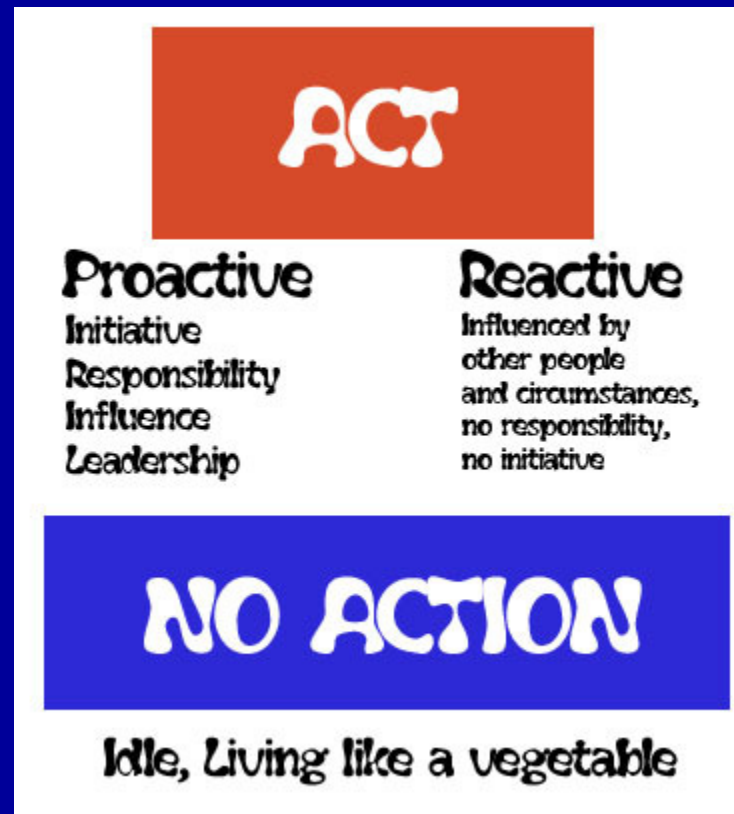 ACT
Proactive
Initiative
Responsibility
Influence
Leadership
Reactive
Influenced by
other people
and circumstances,
no responsibility,
no initiative
NO ACTION
Idle, Living like a vegetable